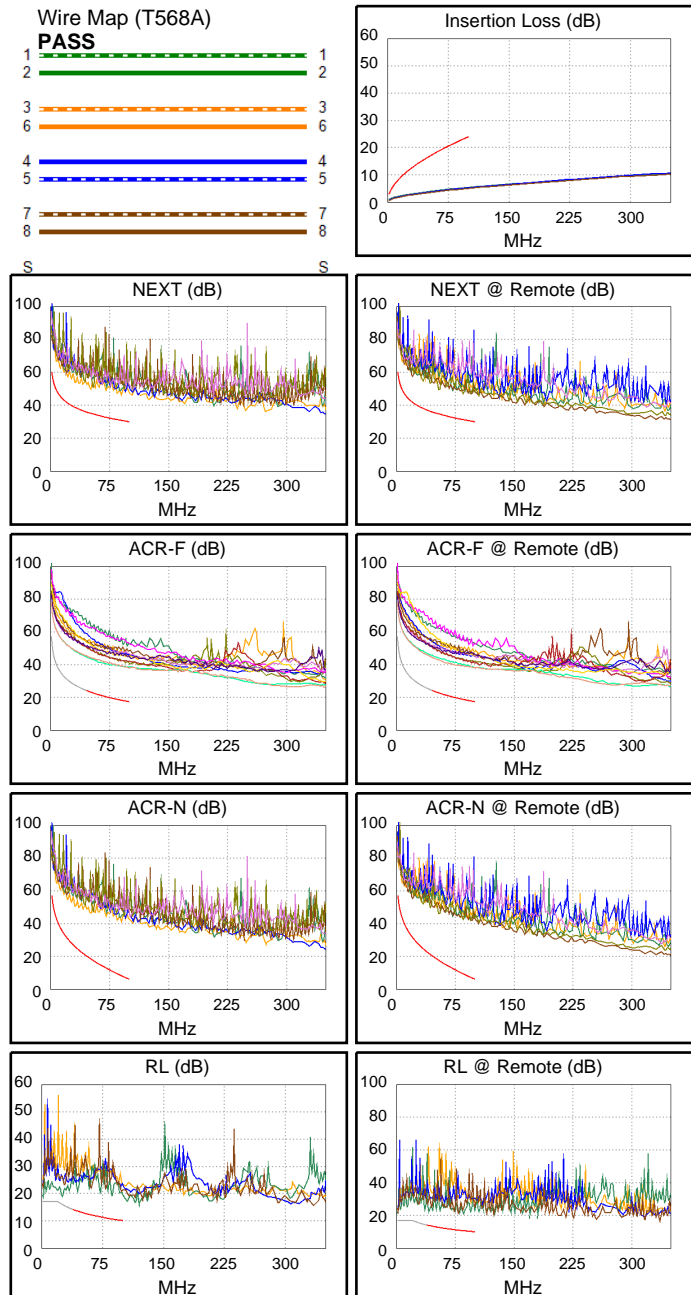 Wire Map (T568A)
PASS
1 1
2 2
3 3
6 6
4 4
5 5
7 7
8 8
S S
Insertion Loss (dB)
60
50
40
30
20
10
0
0 75 150 225 300
MHz
NEXT (dB)
100
80
60
40
20
0
0 75 150 225 300
MHz
NEXT @ Remote (dB)
100
80
60
40
20
0
0 75 150 225 300
MHz
ACR-F (dB)
100
80
60
40
20
0
0 75 150 225 300
MHz
ACR-F @ Remote (dB)
100
80
60
40
20
0
0 75 150 225 300
MHz
ACR-N (dB)
100
80
60
40
20
0
0 75 150 225 300
MHz
ACR-N @ Remote (dB)
100
80
60
40
20
0
0 75 150 225 300
MHz
RL (dB)
60
50
40
30
20
10
0
0 75 150 225 300
MHz
RL @ Remote (dB)
100
80
60
40
20
0
0 75 150 225 300
MHz